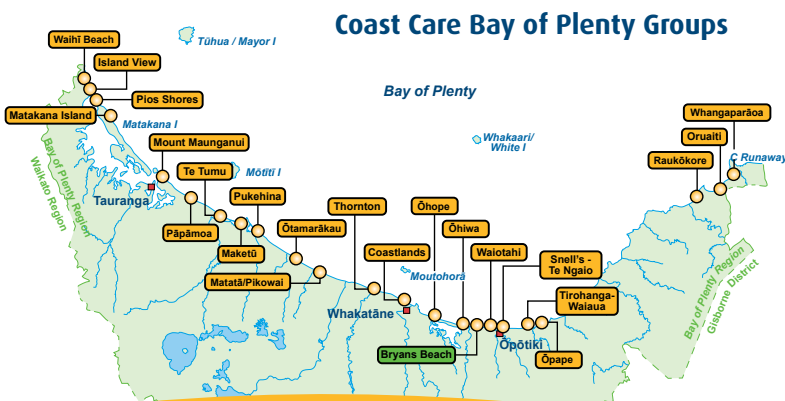 Coast Care Bay of Plenty Groups
Waihī Beach
Tūhua / Mayor I
Island View
Pios Shores
Bay of Plenty
Matakana Island
Matakana I
Whangaparāoa
Oruaiti
Whakaari/
White I
C Runaway
Raukōkore
Mount Maunganui
Te Tumu
Mōtītī I
Bay of Plenty Region
Waikato Region
Tauranga
Pukehina
Thornton
Ōhope
Ōhiwa
Pāpāmoa
Ōtamarākau
Coastlands
Waiotahi
Snell's -
Te Ngaio
Maketū
Moutohorā
Matatā/Pikowai
Tirohanga-
Waiaua
Whakatāne
Ōpōtiki
Bryans Beach
Ōpape
Bay of Plenty Region
Gisborne District